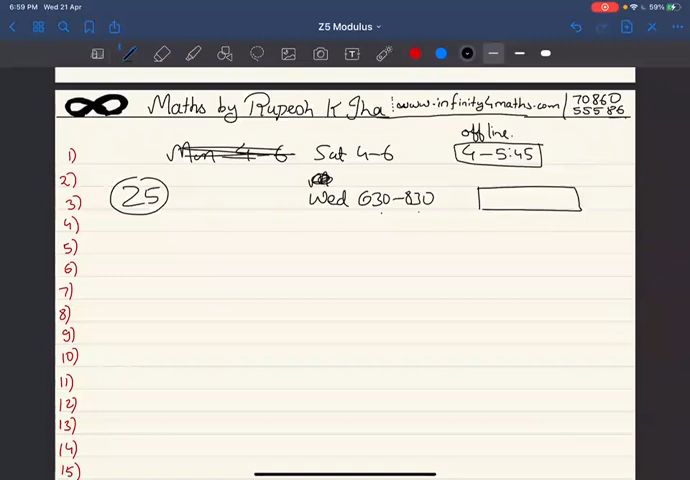 6:59 PM Wed 21 Apr
59%
Z5 Modulus
Maths by Rupesh K Jha www.infinity4maths.com 70860 55586
offline.
1) Mon 4-6 Sat 4-6 4-5:45
2)
3) 25 Wed 630-830
4)
5)
6)
7)
8)
9)
10)
11)
12)
13)
14)
15)